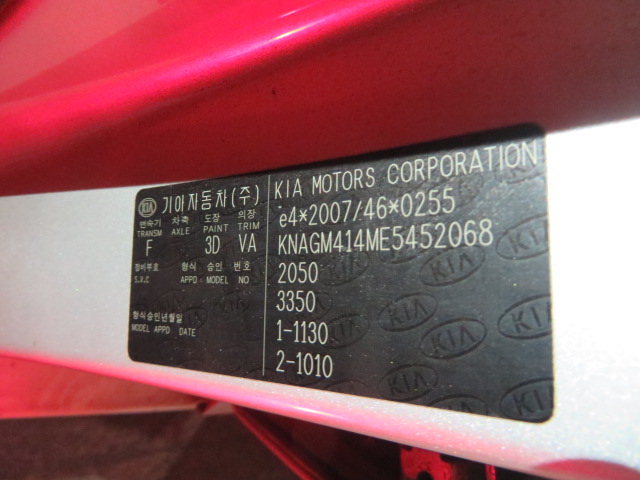 KIA 기아자동차(주)
변속기 차축 도장 의장
TRANSM AXLE PAINT TRIM
F 3D VA
정비부호 형식 승인 번호
S.V.C APPD MODEL NO
형식승인년월일
MODEL APPD DATE
KIA MOTORS CORPORATION
e4*2007/46*0255
KNAGM414ME5452068
2050
3350
1-1130
2-1010